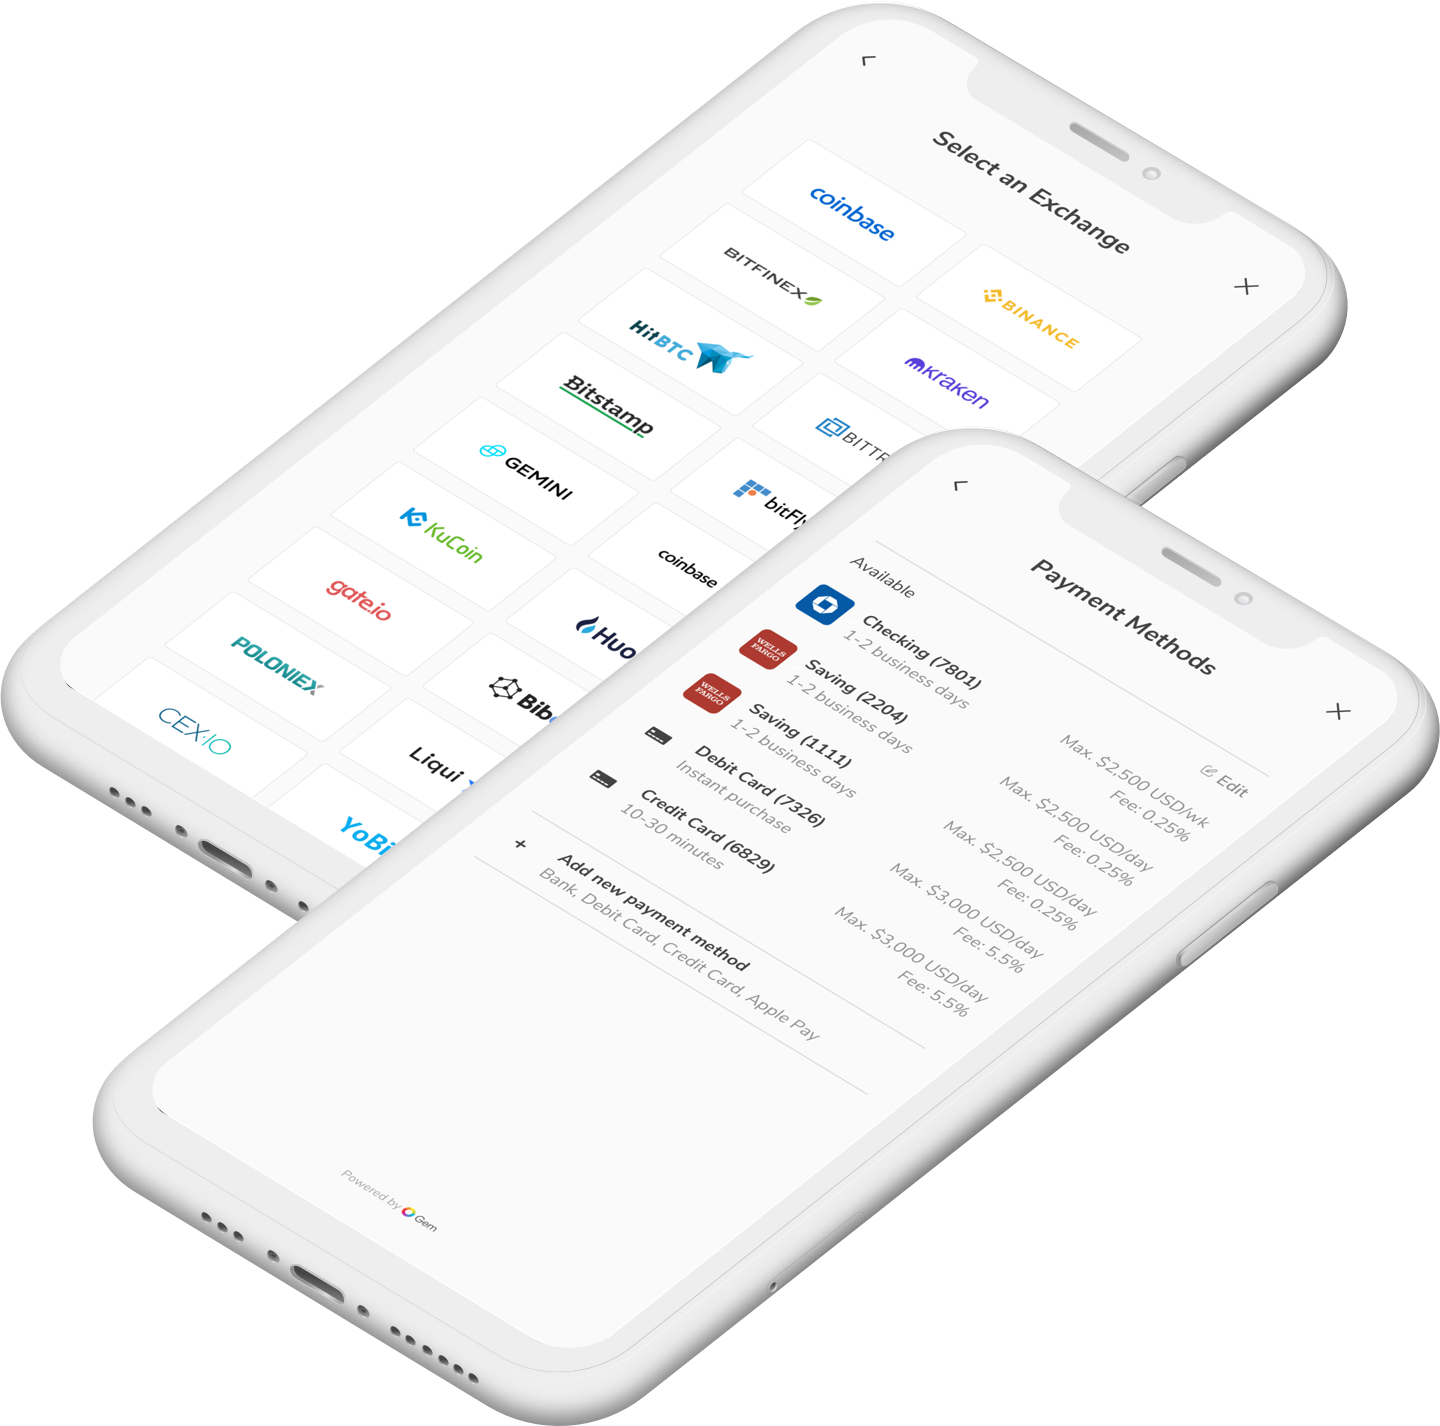 Select an Exchange
coinbase
BINANCE
BITFINEX
kraken
HitBTC
BITTR
Bitstamp
bitFly
GEMINI
coinbase
KuCoin
Huo
gate.io
Bib
POLONIEX
Liqui
CEX.IO
YoBi
Payment Methods
Available
Edit
Checking (7801)
1-2 business days
Max. $2,500 USD/wk
Fee: 0.25%
WELLS
FARGO
Saving (2204)
1-2 business days
Max. $2,500 USD/day
Fee: 0.25%
WELLS
FARGO
Saving (1111)
1-2 business days
Max. $2,500 USD/day
Fee: 0.25%
Debit Card (7326)
Instant purchase
Max. $3,000 USD/day
Fee: 5.5%
Credit Card (6829)
10-30 minutes
Max. $3,000 USD/day
Fee: 5.5%
+ Add new payment method
Bank, Debit Card, Credit Card, Apple Pay
Powered by Gem